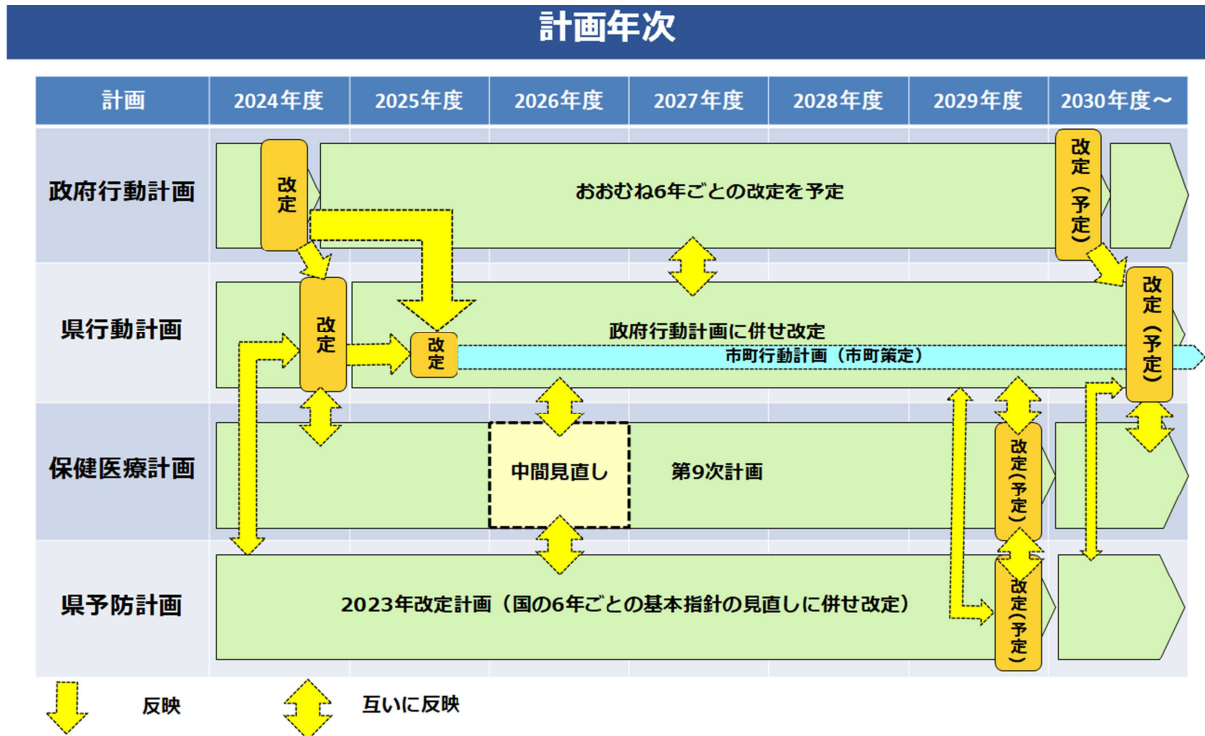 計画年次
計画
2024年度
2025年度
2026年度
2027年度
2028年度
2029年度
2030年度～
政府行動計画
改定
おおむね6年ごとの改定を予定
改定（予定）
県行動計画
改定
改定
政府行動計画に併せ改定
市町行動計画（市町策定）
改定（予定）
保健医療計画
中間見直し
第9次計画
改定(予定)
県予防計画
2023年改定計画（国の6年ごとの基本指針の見直しに併せ改定）
改定(予定)
反映
互いに反映